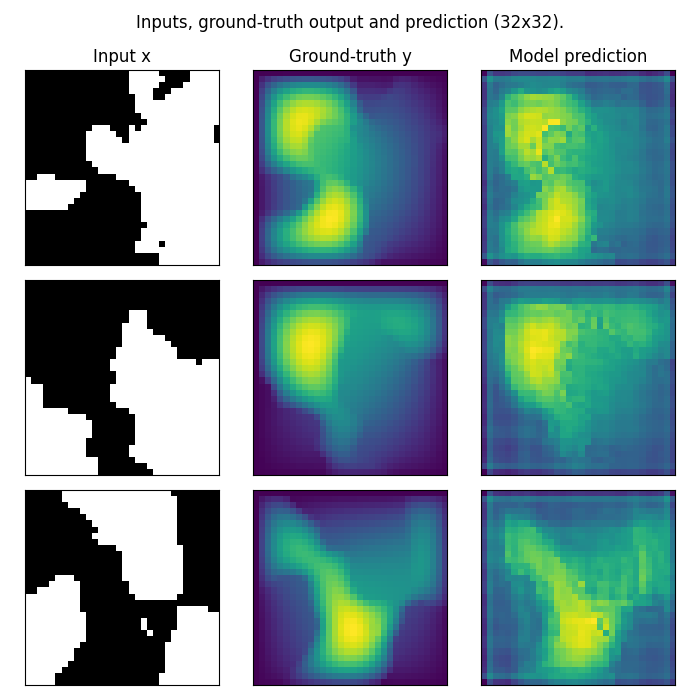 Inputs, ground-truth output and prediction (32x32).
Input x
Ground-truth y
Model prediction